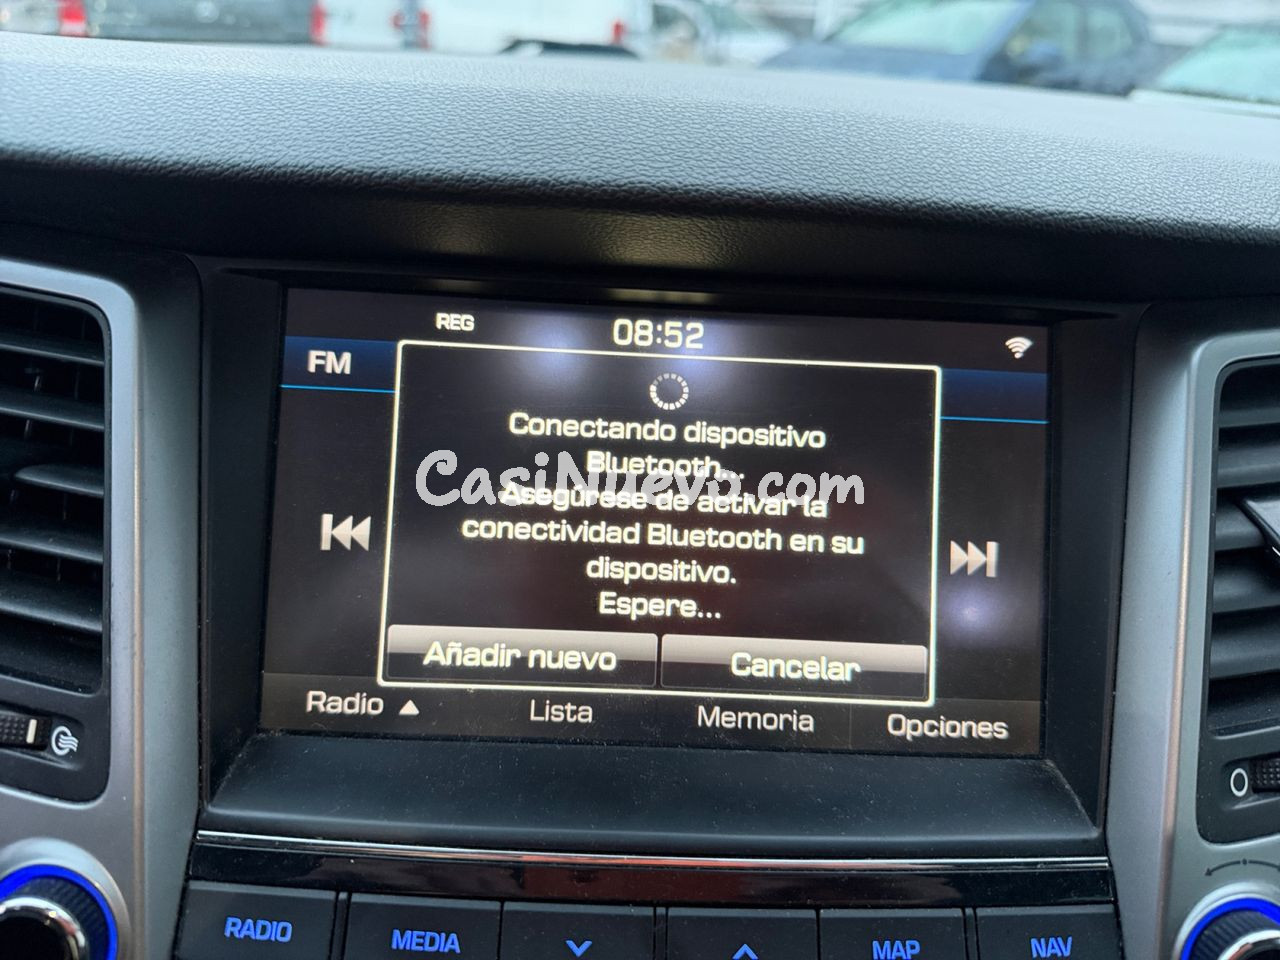 REG
08:52
FM
Conectando dispositivo
Bluetooth...
CasiNuevo.com
Asegúrese de activar la
conectividad Bluetooth en su
dispositivo.
Espere...
Añadir nuevo
Cancelar
Radio
Lista
Memoria
Opciones
RADIO
MEDIA
MAP
NAV